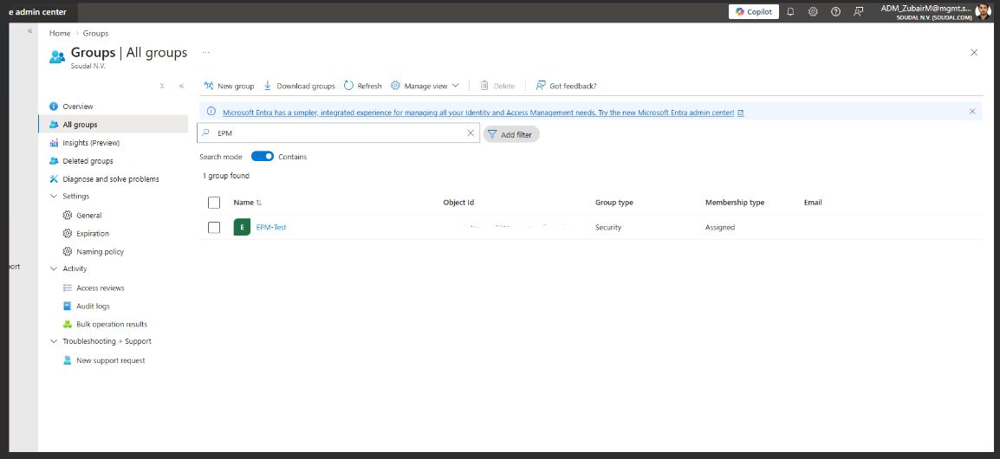 e admin center
Copilot
ADM_ZubairM@mgmt.s...
SOUDAL N.V. (SOUDAL.COM)
Home > Groups
Groups | All groups ...
Soudal N.V.
New group Download groups Refresh Manage view Delete Got feedback?
Overview
Microsoft Entra has a simpler, integrated experience for managing all your Identity and Access Management needs. Try the new Microsoft Entra admin center!
All groups
EPM
Add filter
Insights (Preview)
Deleted groups
Search mode Contains
Diagnose and solve problems
1 group found
Settings
Name Object Id Group type Membership type Email
General
E EPM-Test Security Assigned
Expiration
Naming policy
port
Activity
Access reviews
Audit logs
Bulk operation results
Troubleshooting + Support
New support request